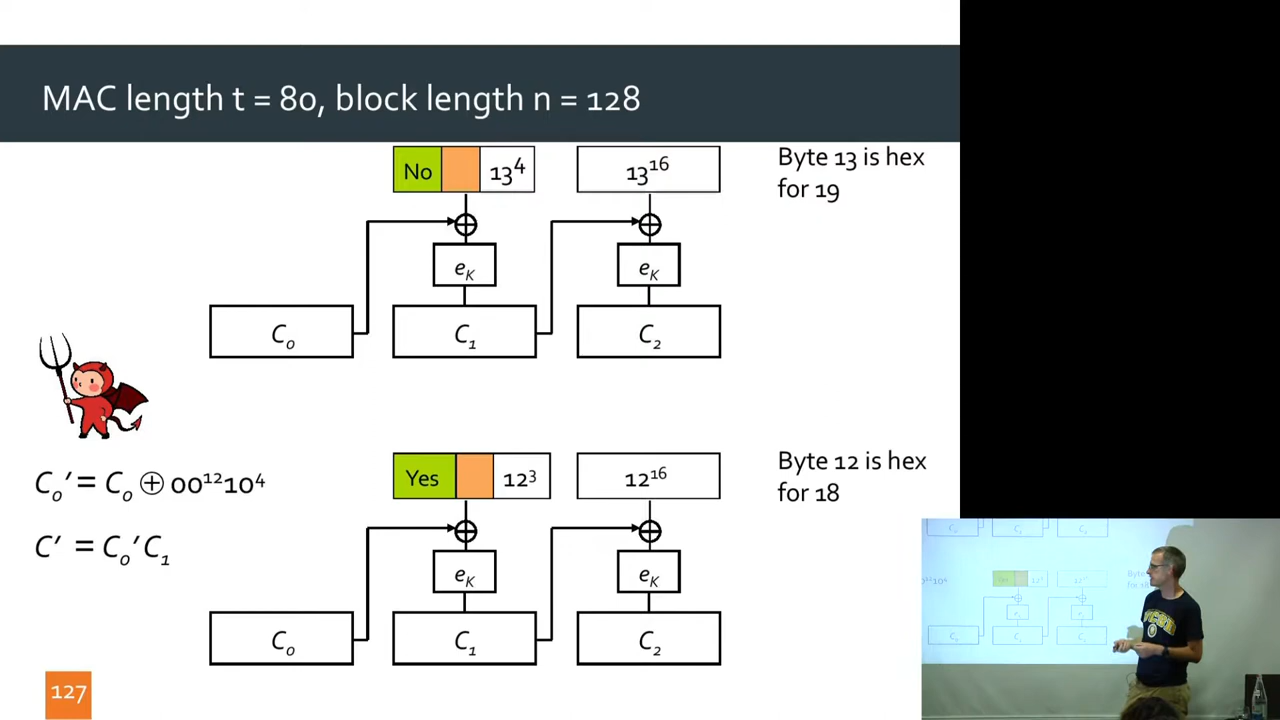 MAC length t = 80, block length n = 128
No 13⁴ 13¹⁶
Byte 13 is hex
for 19
e_K e_K
C₀ C₁ C₂
Yes 12³ 12¹⁶
Byte 12 is hex
for 18
C₀′ = C₀ ⊕ 00¹²10⁴
C′ = C₀′C₁
e_K e_K
C₀ C₁ C₂
127